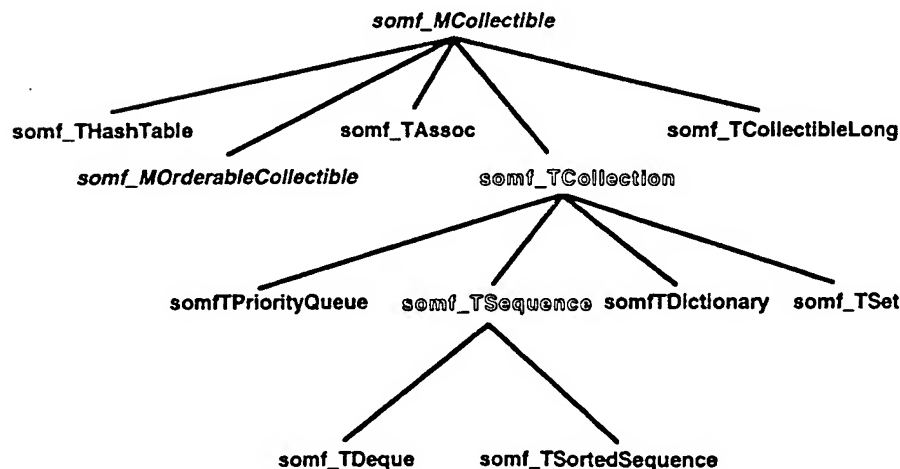 somf_MCollectible
somf_THashTable somf_TAssoc somf_TCollectibleLong
somf_MOrderableCollectible somf_TCollection
somfTPriorityQueue somf_TSequence somfTDictionary somf_TSet
somf_TDeque somf_TSortedSequence